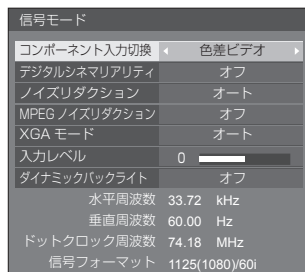 信号モード
コンポーネント入力切換 色差ビデオ
デジタルシネマリアリティ オフ
ノイズリダクション オート
MPEG ノイズリダクション オフ
XGA モード オート
入力レベル 0
ダイナミックバックライト オフ
水平周波数 33.72 kHz
垂直周波数 60.00 Hz
ドットクロック周波数 74.18 MHz
信号フォーマット 1125(1080)/60i